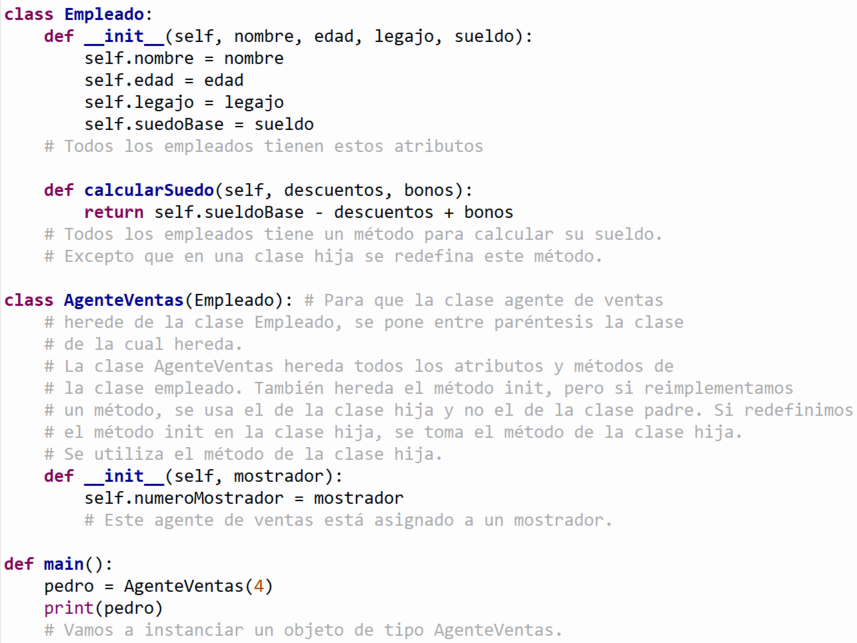 class Empleado:
    def __init__(self, nombre, edad, legajo, sueldo):
        self.nombre = nombre
        self.edad = edad
        self.legajo = legajo
        self.suedoBase = sueldo
    # Todos los empleados tienen estos atributos

    def calcularSuedo(self, descuentos, bonos):
        return self.sueldoBase - descuentos + bonos
    # Todos los empleados tiene un método para calcular su sueldo.
    # Excepto que en una clase hija se redefina este método.

class AgenteVentas(Empleado): # Para que la clase agente de ventas
    # herede de la clase Empleado, se pone entre paréntesis la clase
    # de la cual hereda.
    # La clase AgenteVentas hereda todos los atributos y métodos de
    # la clase empleado. También hereda el método init, pero si reimplementamos
    # un método, se usa el de la clase hija y no el de la clase padre. Si redefinimos
    # el método init en la clase hija, se toma el método de la clase hija.
    # Se utiliza el método de la clase hija.
    def __init__(self, mostrador):
        self.numeroMostrador = mostrador
        # Este agente de ventas está asignado a un mostrador.

def main():
    pedro = AgenteVentas(4)
    print(pedro)
    # Vamos a instanciar un objeto de tipo AgenteVentas.